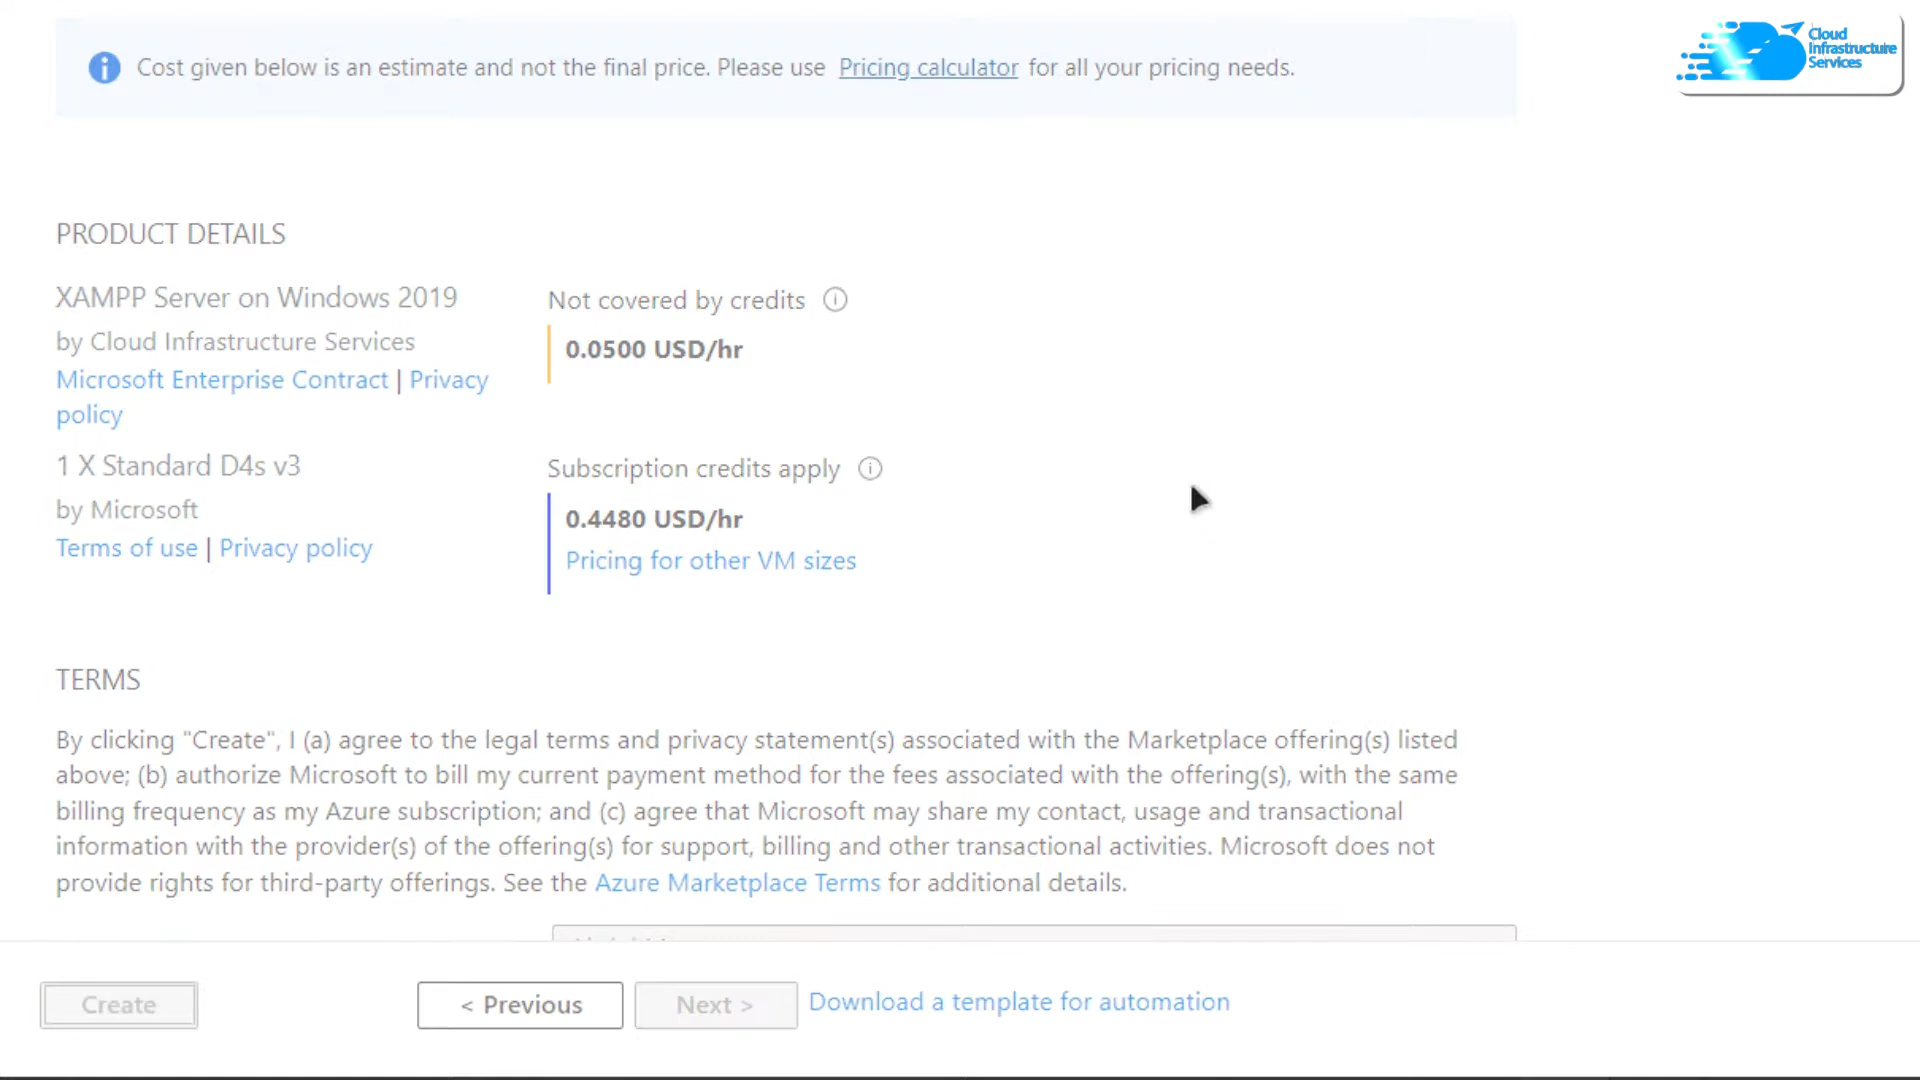 Cost given below is an estimate and not the final price. Please use Pricing calculator for all your pricing needs.
Cloud
Infrastructure
Services
PRODUCT DETAILS
XAMPP Server on Windows 2019
by Cloud Infrastructure Services
Microsoft Enterprise Contract | Privacy
policy
Not covered by credits
0.0500 USD/hr
1 X Standard D4s v3
by Microsoft
Terms of use | Privacy policy
Subscription credits apply
0.4480 USD/hr
Pricing for other VM sizes
TERMS
By clicking "Create", I (a) agree to the legal terms and privacy statement(s) associated with the Marketplace offering(s) listed
above; (b) authorize Microsoft to bill my current payment method for the fees associated with the offering(s), with the same
billing frequency as my Azure subscription; and (c) agree that Microsoft may share my contact, usage and transactional
information with the provider(s) of the offering(s) for support, billing and other transactional activities. Microsoft does not
provide rights for third-party offerings. See the Azure Marketplace Terms for additional details.
Create
< Previous
Next >
Download a template for automation